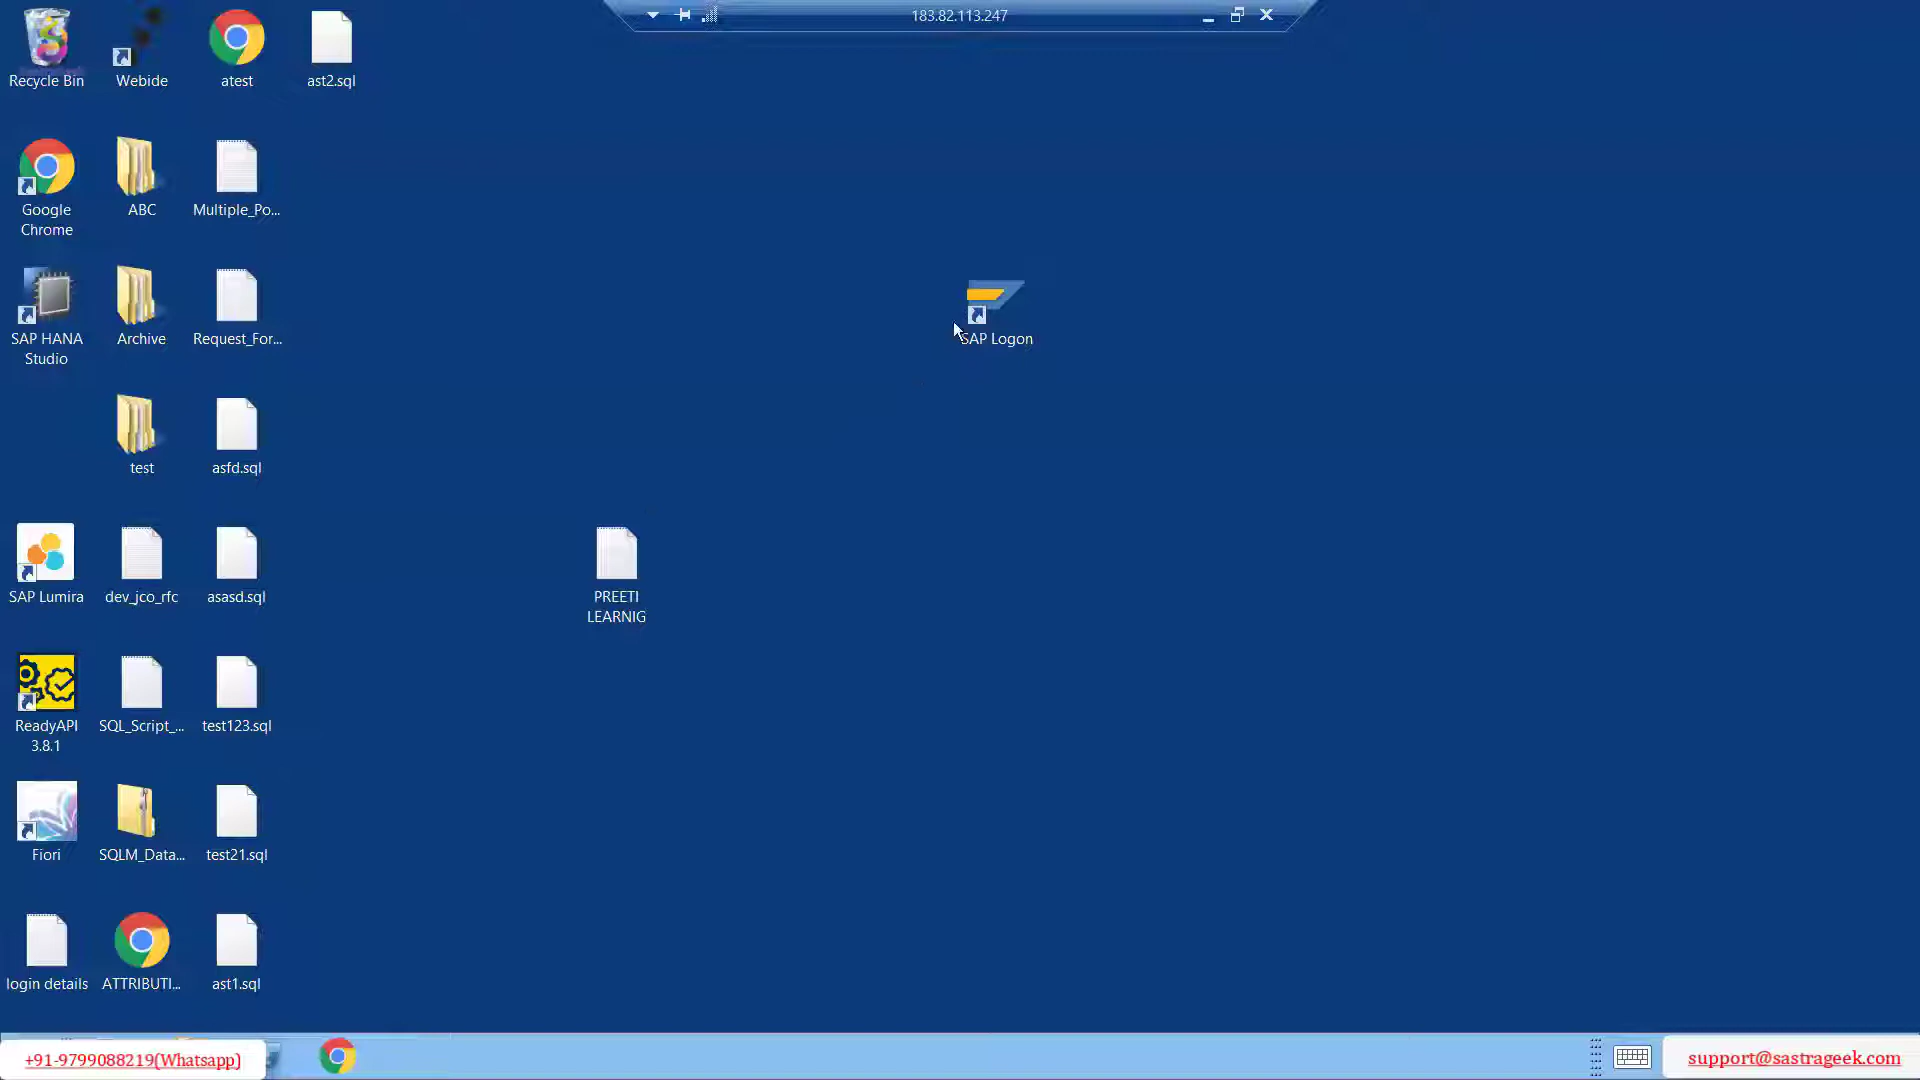 183.82.113.247
Recycle Bin
Webide
atest
ast2.sql
Google
Chrome
ABC
Multiple_Po...
SAP HANA
Studio
Archive
Request_For...
SAP Logon
test
asfd.sql
SAP Lumira
dev_jco_rfc
asasd.sql
PREETI
LEARNIG
ReadyAPI
3.8.1
SQL_Script_...
test123.sql
Fiori
SQLM_Data...
test21.sql
login details
ATTRIBUTI...
ast1.sql
+91-9799088219(Whatsapp)
support@sastrageek.com